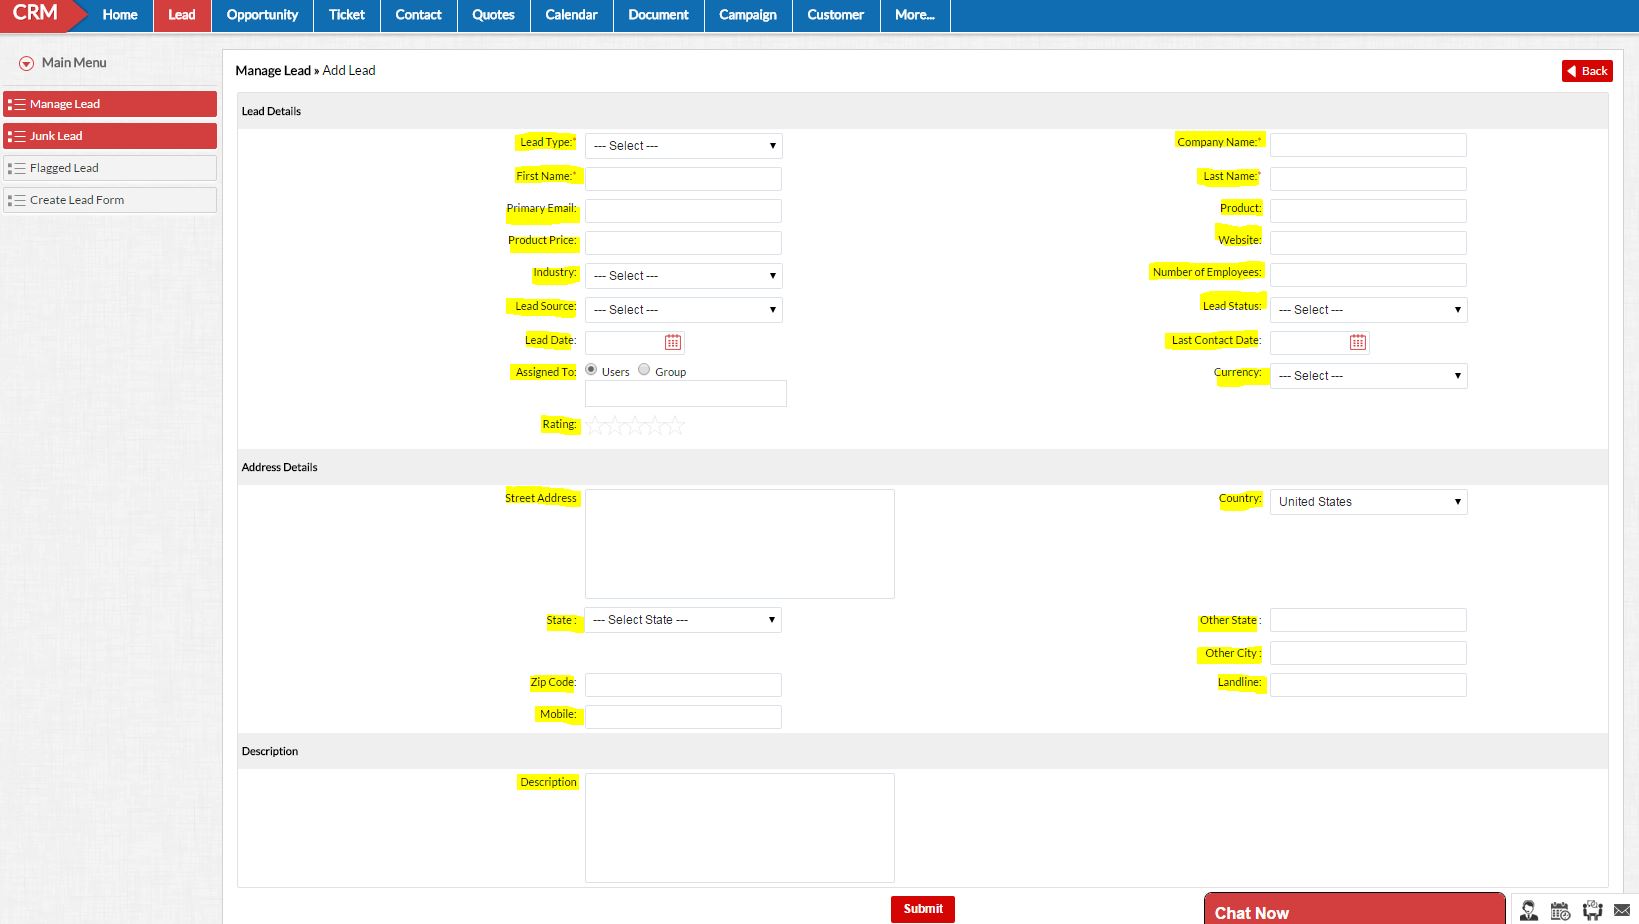 CRM Home Lead Opportunity Ticket Contact Quotes Calendar Document Campaign Customer More...
Main Menu
Manage Lead
Junk Lead
Flagged Lead
Create Lead Form
Manage Lead » Add Lead
Back
Lead Details
Lead Type:* --- Select --- Company Name:*
First Name:* Last Name:*
Primary Email: Product:
Product Price: Website:
Industry: --- Select --- Number of Employees:
Lead Source: --- Select --- Lead Status: --- Select ---
Lead Date: Last Contact Date:
Assigned To: Users Group Currency: --- Select ---
Rating:
Address Details
Street Address Country: United States
State : --- Select State --- Other State :
Other City :
Zip Code: Landline:
Mobile:
Description
Description
Submit
Chat Now